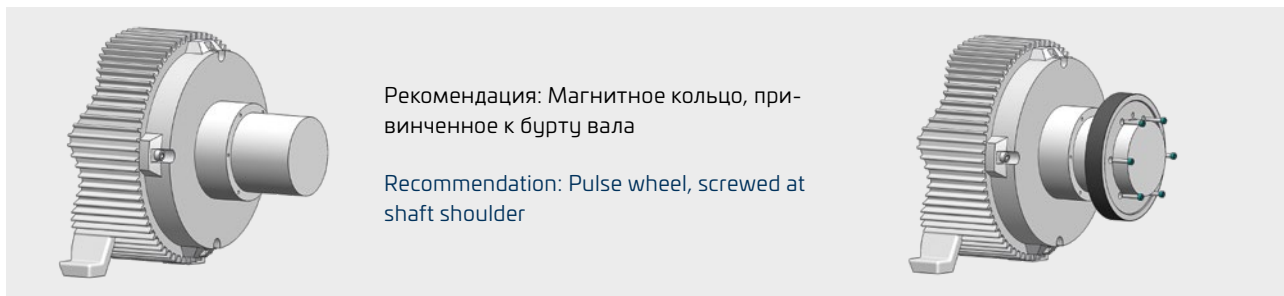 Рекомендация: Магнитное кольцо, при-
винченное к бурту вала
Recommendation: Pulse wheel, screwed at
shaft shoulder